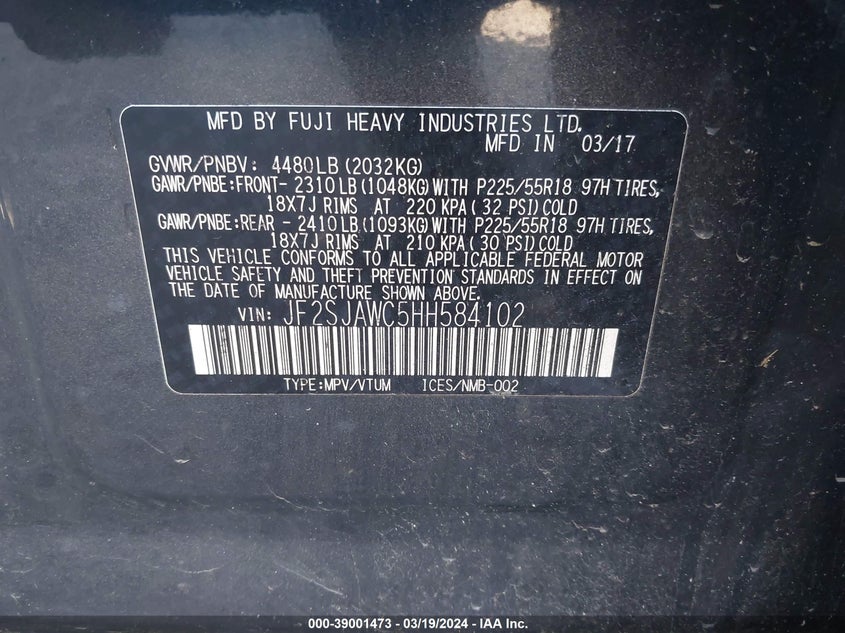 MFD BY FUJI HEAVY INDUSTRIES LTD.
MFD IN 03/17
GVWR/PNBV: 4480LB (2032KG)
GAWR/PNBE:FRONT- 2310LB (1048KG) WITH P225/55R18 97H TIRES,
18X7J RIMS AT 220 KPA (32 PSI) COLD
GAWR/PNBE:REAR - 2410LB (1093KG) WITH P225/55R18 97H TIRES,
18X7J RIMS AT 210 KPA (30 PSI) COLD
THIS VEHICLE CONFORMS TO ALL APPLICABLE FEDERAL MOTOR
VEHICLE SAFETY AND THEFT PREVENTION STANDARDS IN EFFECT ON
THE DATE OF MANUFACTURE SHOWN ABOVE.
VIN: JF2SJAWC5HH584102
TYPE:MPV/VTUM ICES/NMB-002
000-39001473 - 03/19/2024 - IAA Inc.